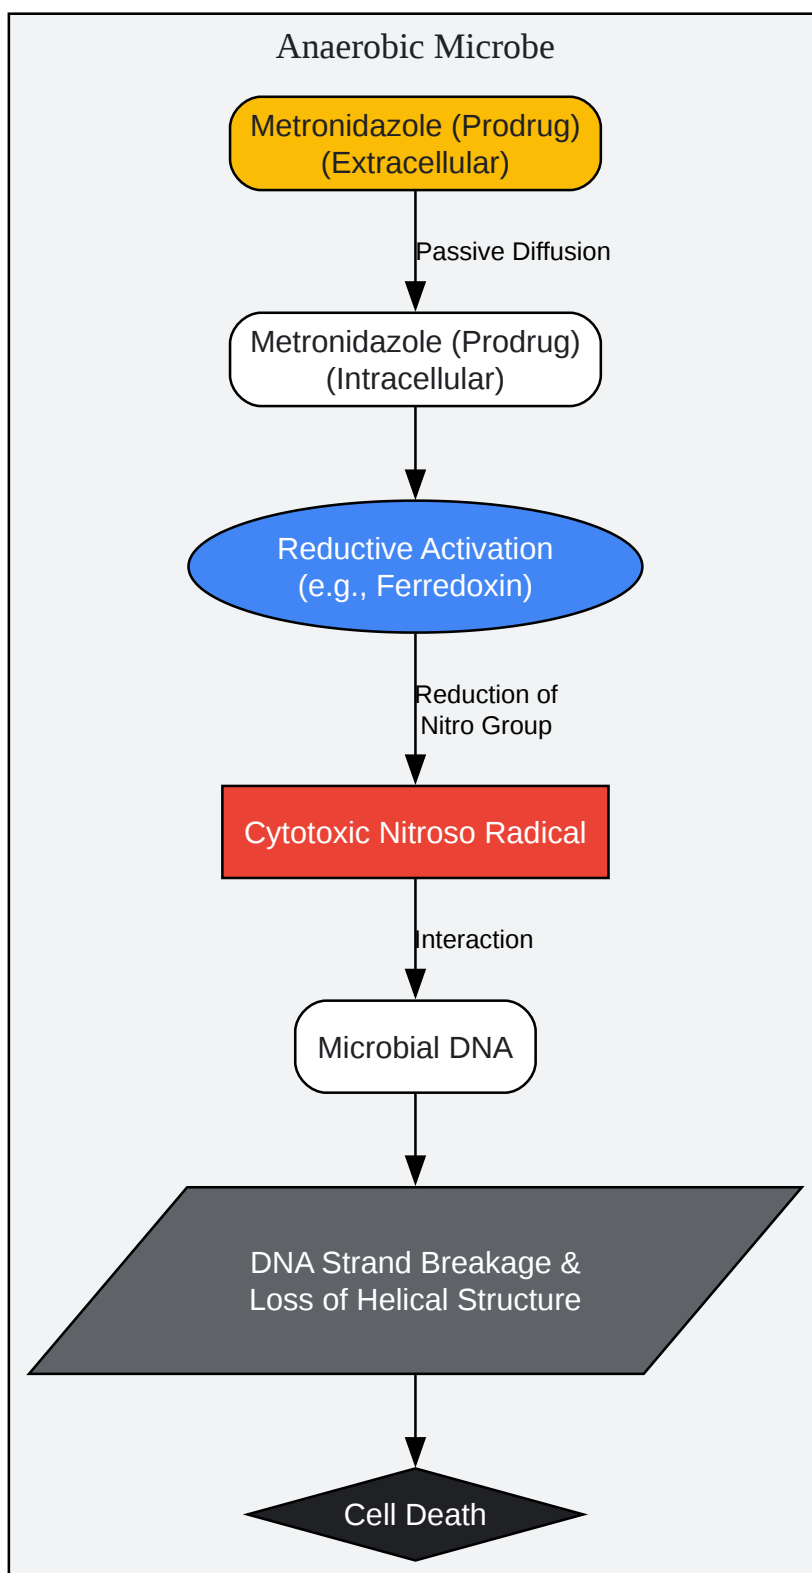 Anaerobic Microbe
Metronidazole (Prodrug)
(Extracellular)
Passive Diffusion
Metronidazole (Prodrug)
(Intracellular)
Reductive Activation
(e.g., Ferredoxin)
Reduction of
Nitro Group
Cytotoxic Nitroso Radical
Interaction
Microbial DNA
DNA Strand Breakage &
Loss of Helical Structure
Cell Death